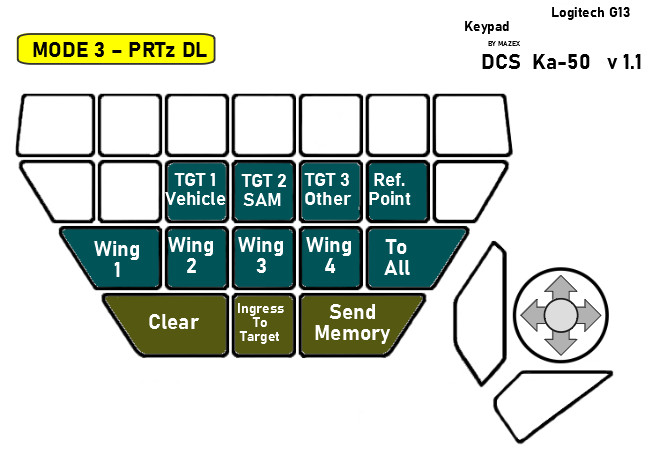 Logitech G13
Keypad
BY MAZEX
MODE 3 – PRTz DL
DCS Ka-50 v 1.1
TGT 1
Vehicle
TGT 2
SAM
TGT 3
Other
Ref.
Point
Wing
1
Wing
2
Wing
3
Wing
4
To
All
Clear
Ingress
To
Target
Send
Memory